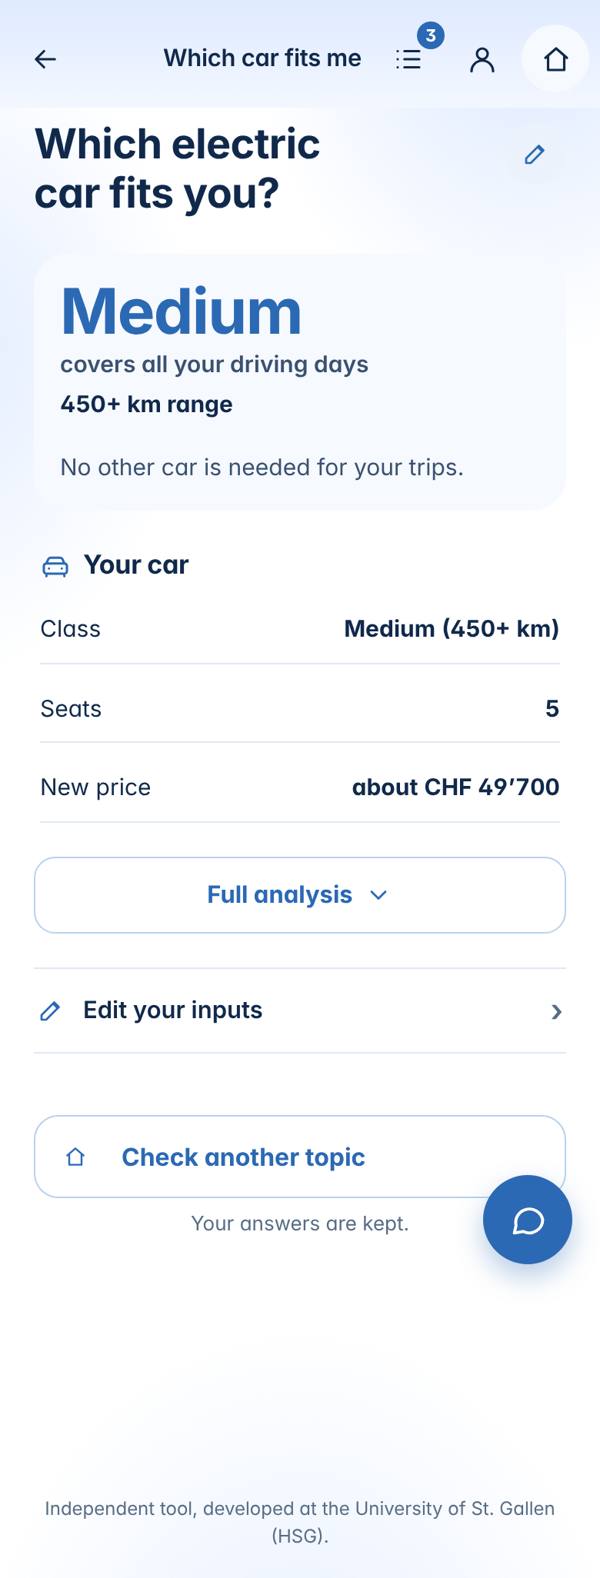 Which car fits me
3
Which electric
car fits you?
Medium
covers all your driving days
450+ km range
No other car is needed for your trips.
Your car
Class Medium (450+ km)
Seats 5
New price about CHF 49’700
Full analysis
Edit your inputs
Check another topic
Your answers are kept.
Independent tool, developed at the University of St. Gallen
(HSG).